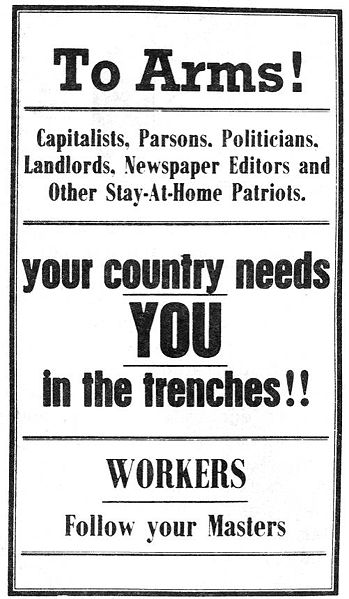 To Arms!
Capitalists, Parsons. Politicians.
Landlords, Newspaper Editors and
Other Stay-At-Home Patriots.
your country needs
YOU
in the trenches!!
WORKERS
Follow your Masters